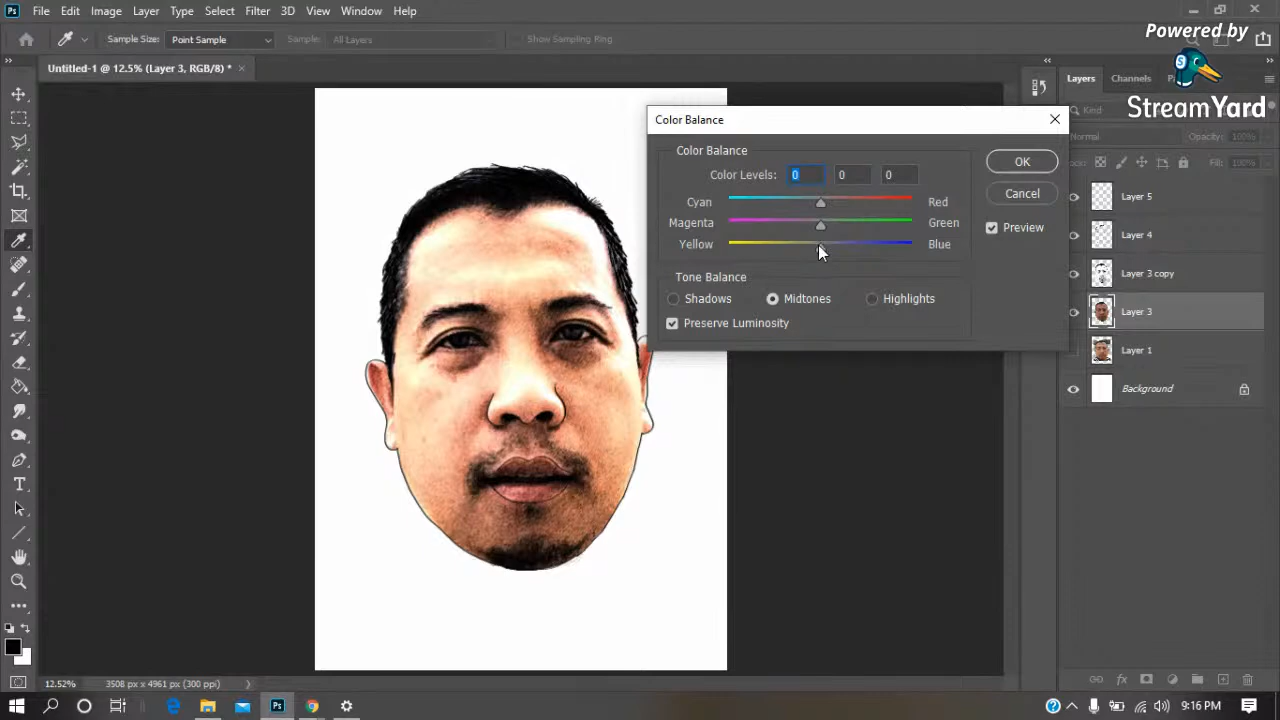 Ps File Edit Image Layer Type Select Filter 3D View Window Help
Powered by
StreamYard
Sample Size: Point Sample Sample: All Layers Show Sampling Ring
Untitled-1 @ 12.5% (Layer 3, RGB/8) * ×
Layers Channels
Kind
Normal Opacity: 100%
Fill: 100%
Color Balance
Color Balance
Color Levels: 0 0 0
Cyan Red
Magenta Green
Yellow Blue
Tone Balance
Shadows Midtones Highlights
Preserve Luminosity
OK
Cancel
Preview
Layer 5
Layer 4
Layer 3 copy
Layer 3
Layer 1
Background
T
fx
12.52% 3508 px x 4961 px (300 ppi)
Ps
9:16 PM